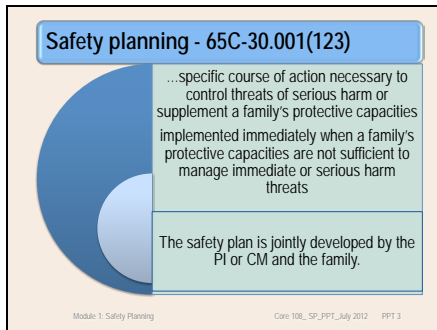 Safety planning - 65C-30.001(123)
…specific course of action necessary to
control threats of serious harm or
supplement a family's protective capacities
implemented immediately when a family's
protective capacities are not sufficient to
manage immediate or serious harm
threats
The safety plan is jointly developed by the
PI or CM and the family.
Module 1: Safety Planning
Core 108_ SP_PPT_July 2012 PPT 3